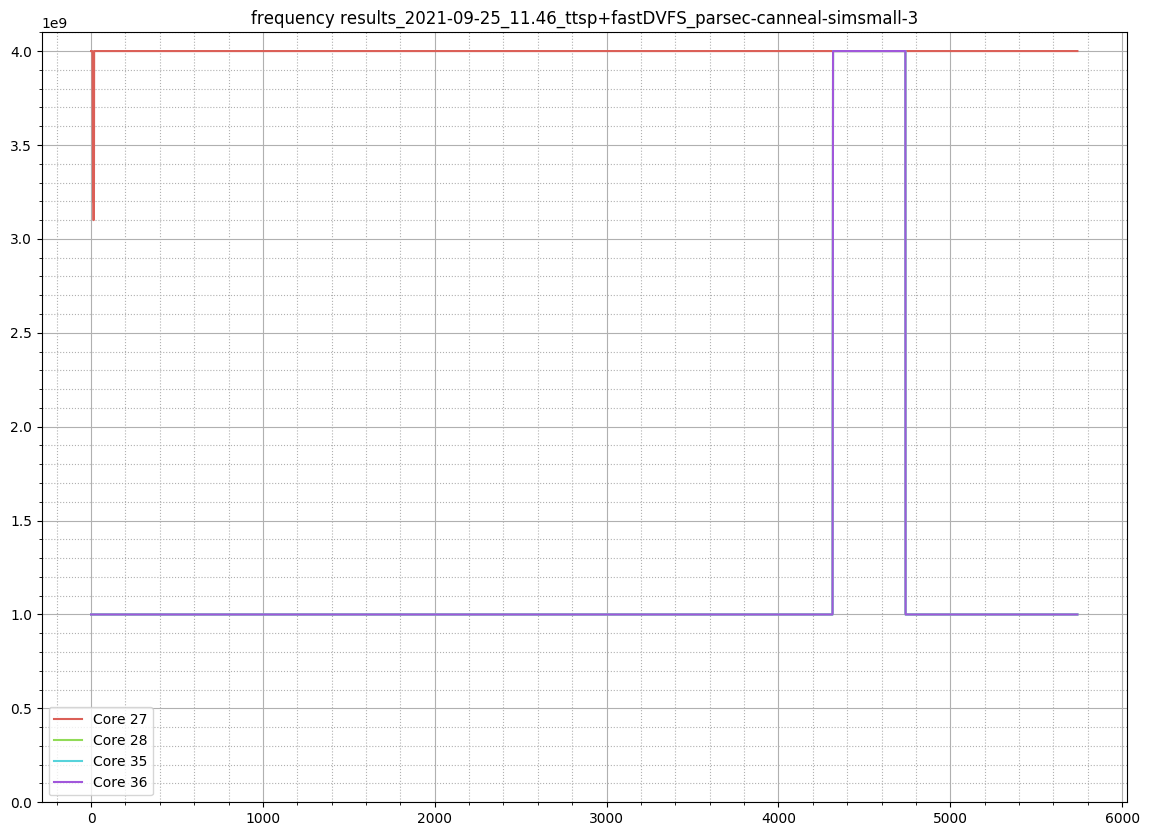 frequency results_2021-09-25_11.46_ttsp+fastDVFS_parsec-canneal-simsmall-3
1e9
4.0
3.5
3.0
2.5
2.0
1.5
1.0
0.5
0.0
Core 27
Core 28
Core 35
Core 36
0 1000 2000 3000 4000 5000 6000